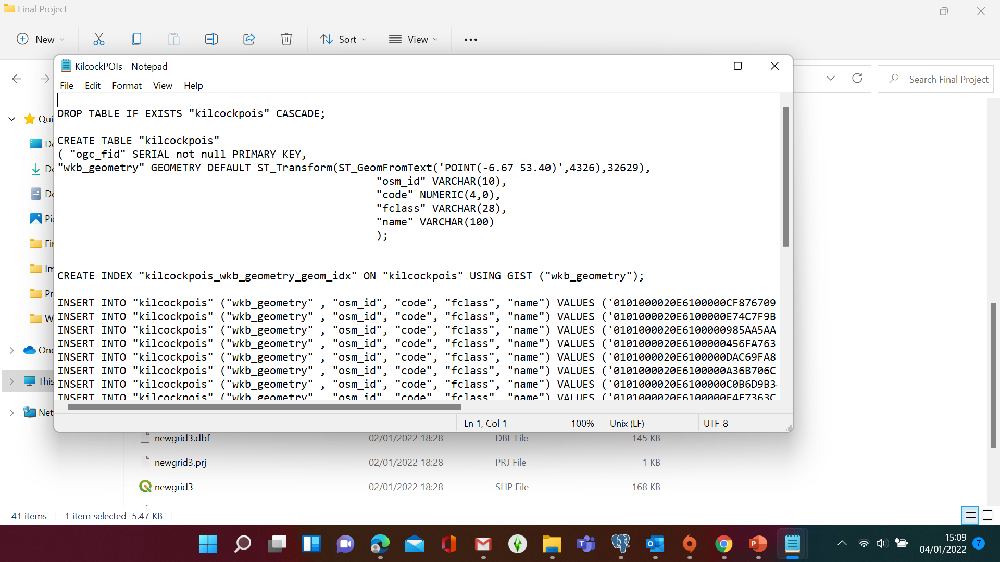 Final Project
New
Sort
View
KilcockPOIs - Notepad
File Edit Format View Help
Search Final Project
DROP TABLE IF EXISTS "kilcockpois" CASCADE;
CREATE TABLE "kilcockpois"
( "ogc_fid" SERIAL not null PRIMARY KEY,
"wkb_geometry" GEOMETRY DEFAULT ST_Transform(ST_GeomFromText('POINT(-6.67 53.40)',4326),32629),
"osm_id" VARCHAR(10),
"code" NUMERIC(4,0),
"fclass" VARCHAR(28),
"name" VARCHAR(100)
);
CREATE INDEX "kilcockpois_wkb_geometry_geom_idx" ON "kilcockpois" USING GIST ("wkb_geometry");
INSERT INTO "kilcockpois" ("wkb_geometry" , "osm_id", "code", "fclass", "name") VALUES ('0101000020E6100000CF876709
INSERT INTO "kilcockpois" ("wkb_geometry" , "osm_id", "code", "fclass", "name") VALUES ('0101000020E6100000E74C7F9B
INSERT INTO "kilcockpois" ("wkb_geometry" , "osm_id", "code", "fclass", "name") VALUES ('0101000020E6100000985AA5AA
INSERT INTO "kilcockpois" ("wkb_geometry" , "osm_id", "code", "fclass", "name") VALUES ('0101000020E6100000456FA763
INSERT INTO "kilcockpois" ("wkb_geometry" , "osm_id", "code", "fclass", "name") VALUES ('0101000020E6100000DAC69FA8
INSERT INTO "kilcockpois" ("wkb_geometry" , "osm_id", "code", "fclass", "name") VALUES ('0101000020E6100000A36B706C
INSERT INTO "kilcockpois" ("wkb_geometry" , "osm_id", "code", "fclass", "name") VALUES ('0101000020E6100000C0B6D9B3
INSERT INTO "kilcockpois" ("wkb_geometry" , "osm_id", "code", "fclass", "name") VALUES ('0101000020E6100000F4F7363C
Qui
De
Do
Do
Pic
Fin
Im
Pr
Wa
One
This
Net
Ln 1, Col 1 100% Unix (LF) UTF-8
newgrid3.dbf 02/01/2022 18:28 DBF File 145 KB
newgrid3.prj 02/01/2022 18:28 PRJ File 1 KB
newgrid3 02/01/2022 18:28 SHP File 168 KB
41 items 1 item selected 5.47 KB
15:09
04/01/2022
7